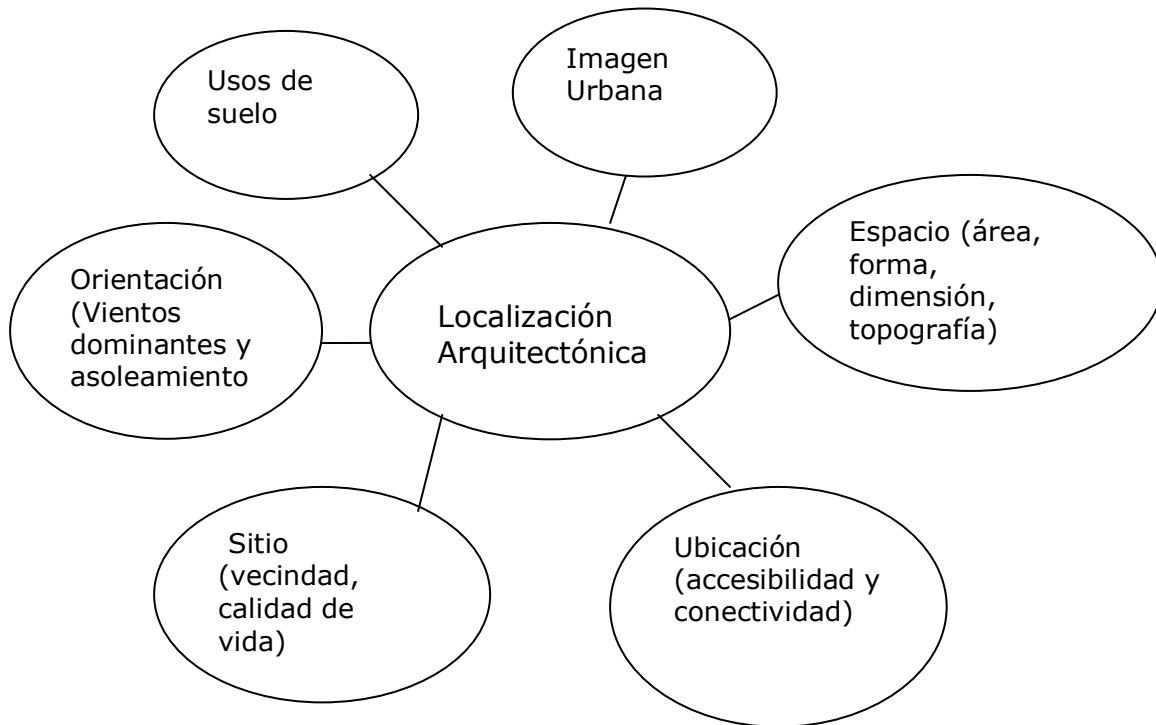 Usos de
suelo
Imagen
Urbana
Espacio (área,
forma,
dimensión,
topografía)
Orientación
(Vientos
dominantes y
asoleamiento
Localización
Arquitectónica
Sitio
(vecindad,
calidad de
vida)
Ubicación
(accesibilidad y
conectividad)